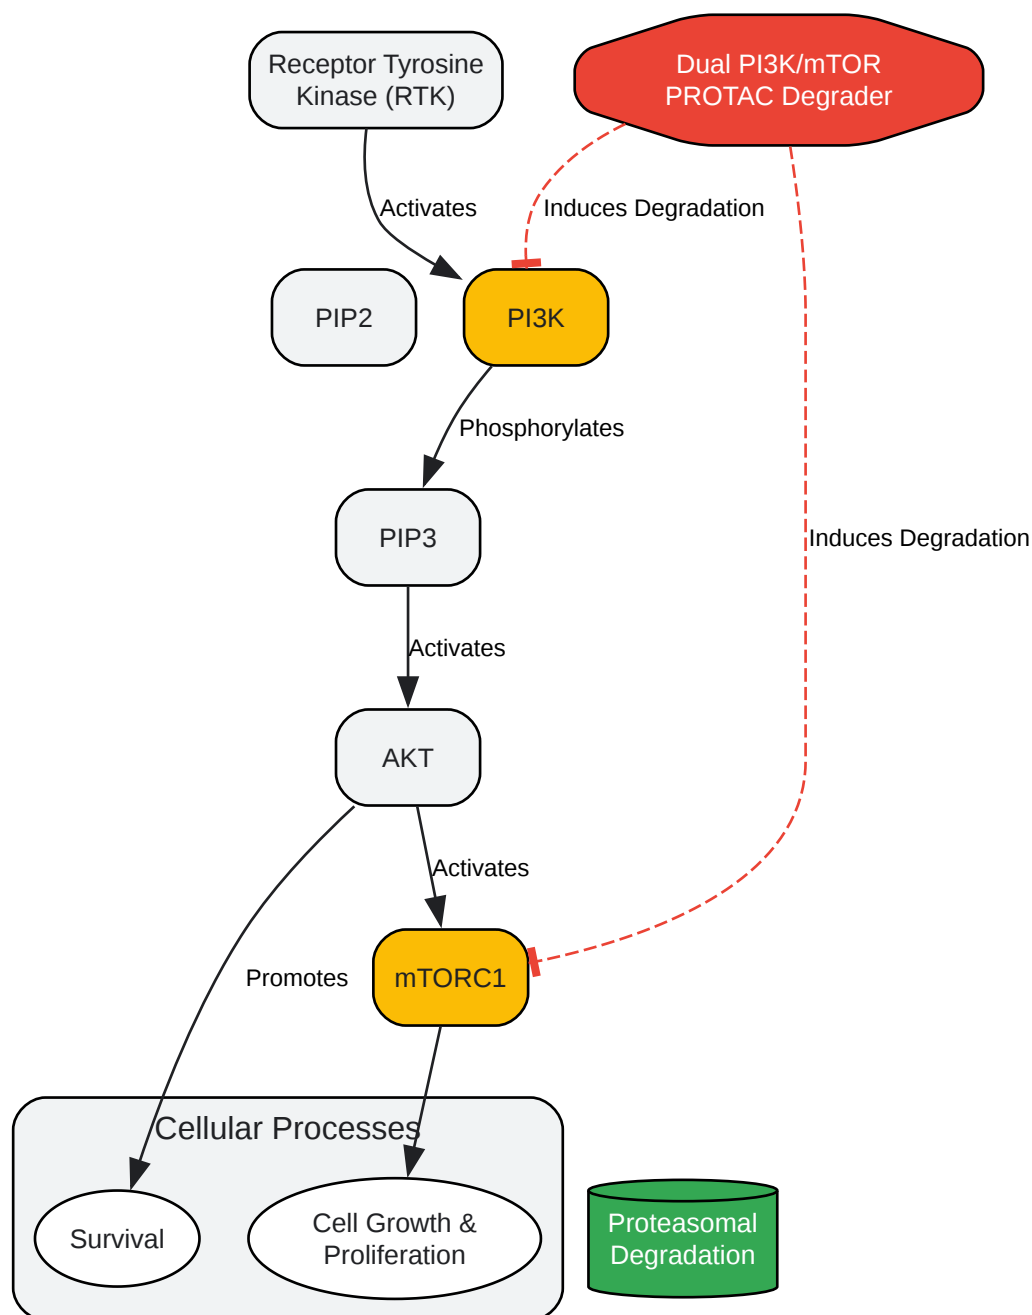 Receptor Tyrosine
Kinase (RTK)
Dual PI3K/mTOR
PROTAC Degrader
Activates
Induces Degradation
PIP2
PI3K
Phosphorylates
PIP3
Induces Degradation
Activates
AKT
Activates
Promotes
mTORC1
Cellular Processes
Survival
Cell Growth &
Proliferation
Proteasomal
Degradation